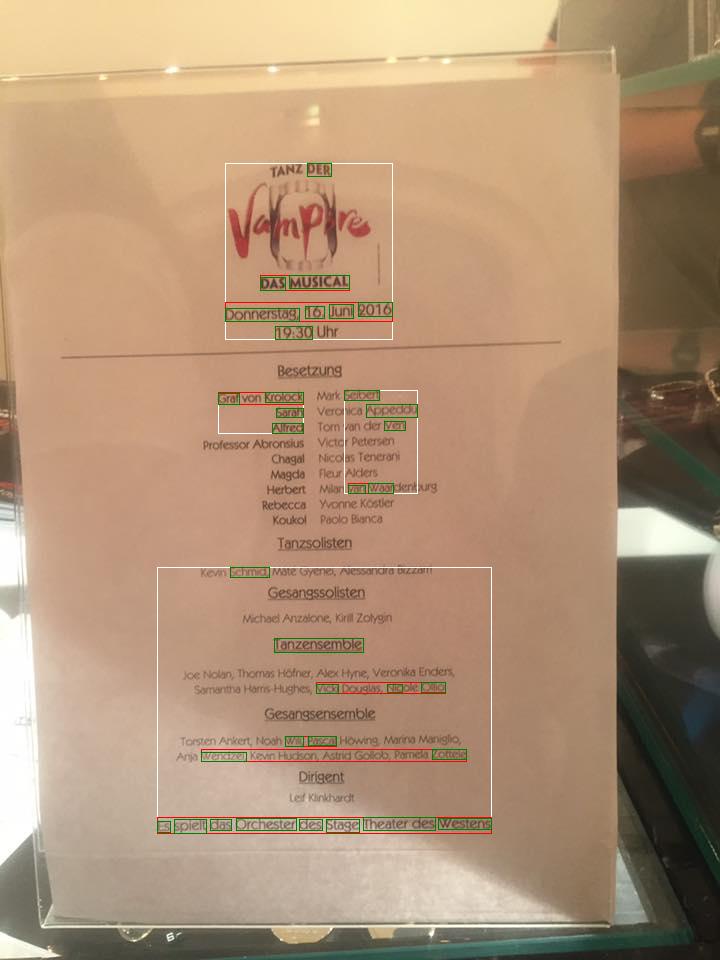 TANZ DER
Vampire
DAS MUSICAL
Donnerstag, 16. Juni 2016
19:30 Uhr
Besetzung
Graf von Krolock Mark Seibert
Sarah Veronica Appeddu
Alfred Tom van der Ven
Professor Abronsius Victor Petersen
Chagal Nicolas Tenerani
Magda Fleur Alders
Herbert Milan van Waardenburg
Rebecca Yvonne Köstler
Koukol Paolo Bianca
Tanzsolisten
Kevin Schmid, Máté Gyenei, Alessandra Bizzarri
Gesangssolisten
Michael Anzalone, Kirill Zolygin
Tanzensemble
Joe Nolan, Thomas Höfner, Alex Hyne, Veronika Enders,
Samantha Harris-Hughes, Vicki Douglas, Nicole Ollio
Gesangsensemble
Torsten Ankert, Noah Wili, Pascal Höwing, Marina Maniglio,
Anja Wendzel, Kevin Hudson, Astrid Gollob, Pamela Zottele
Dirigent
Leif Klinkhardt
Es spielt das Orchester des Stage Theater des Westens